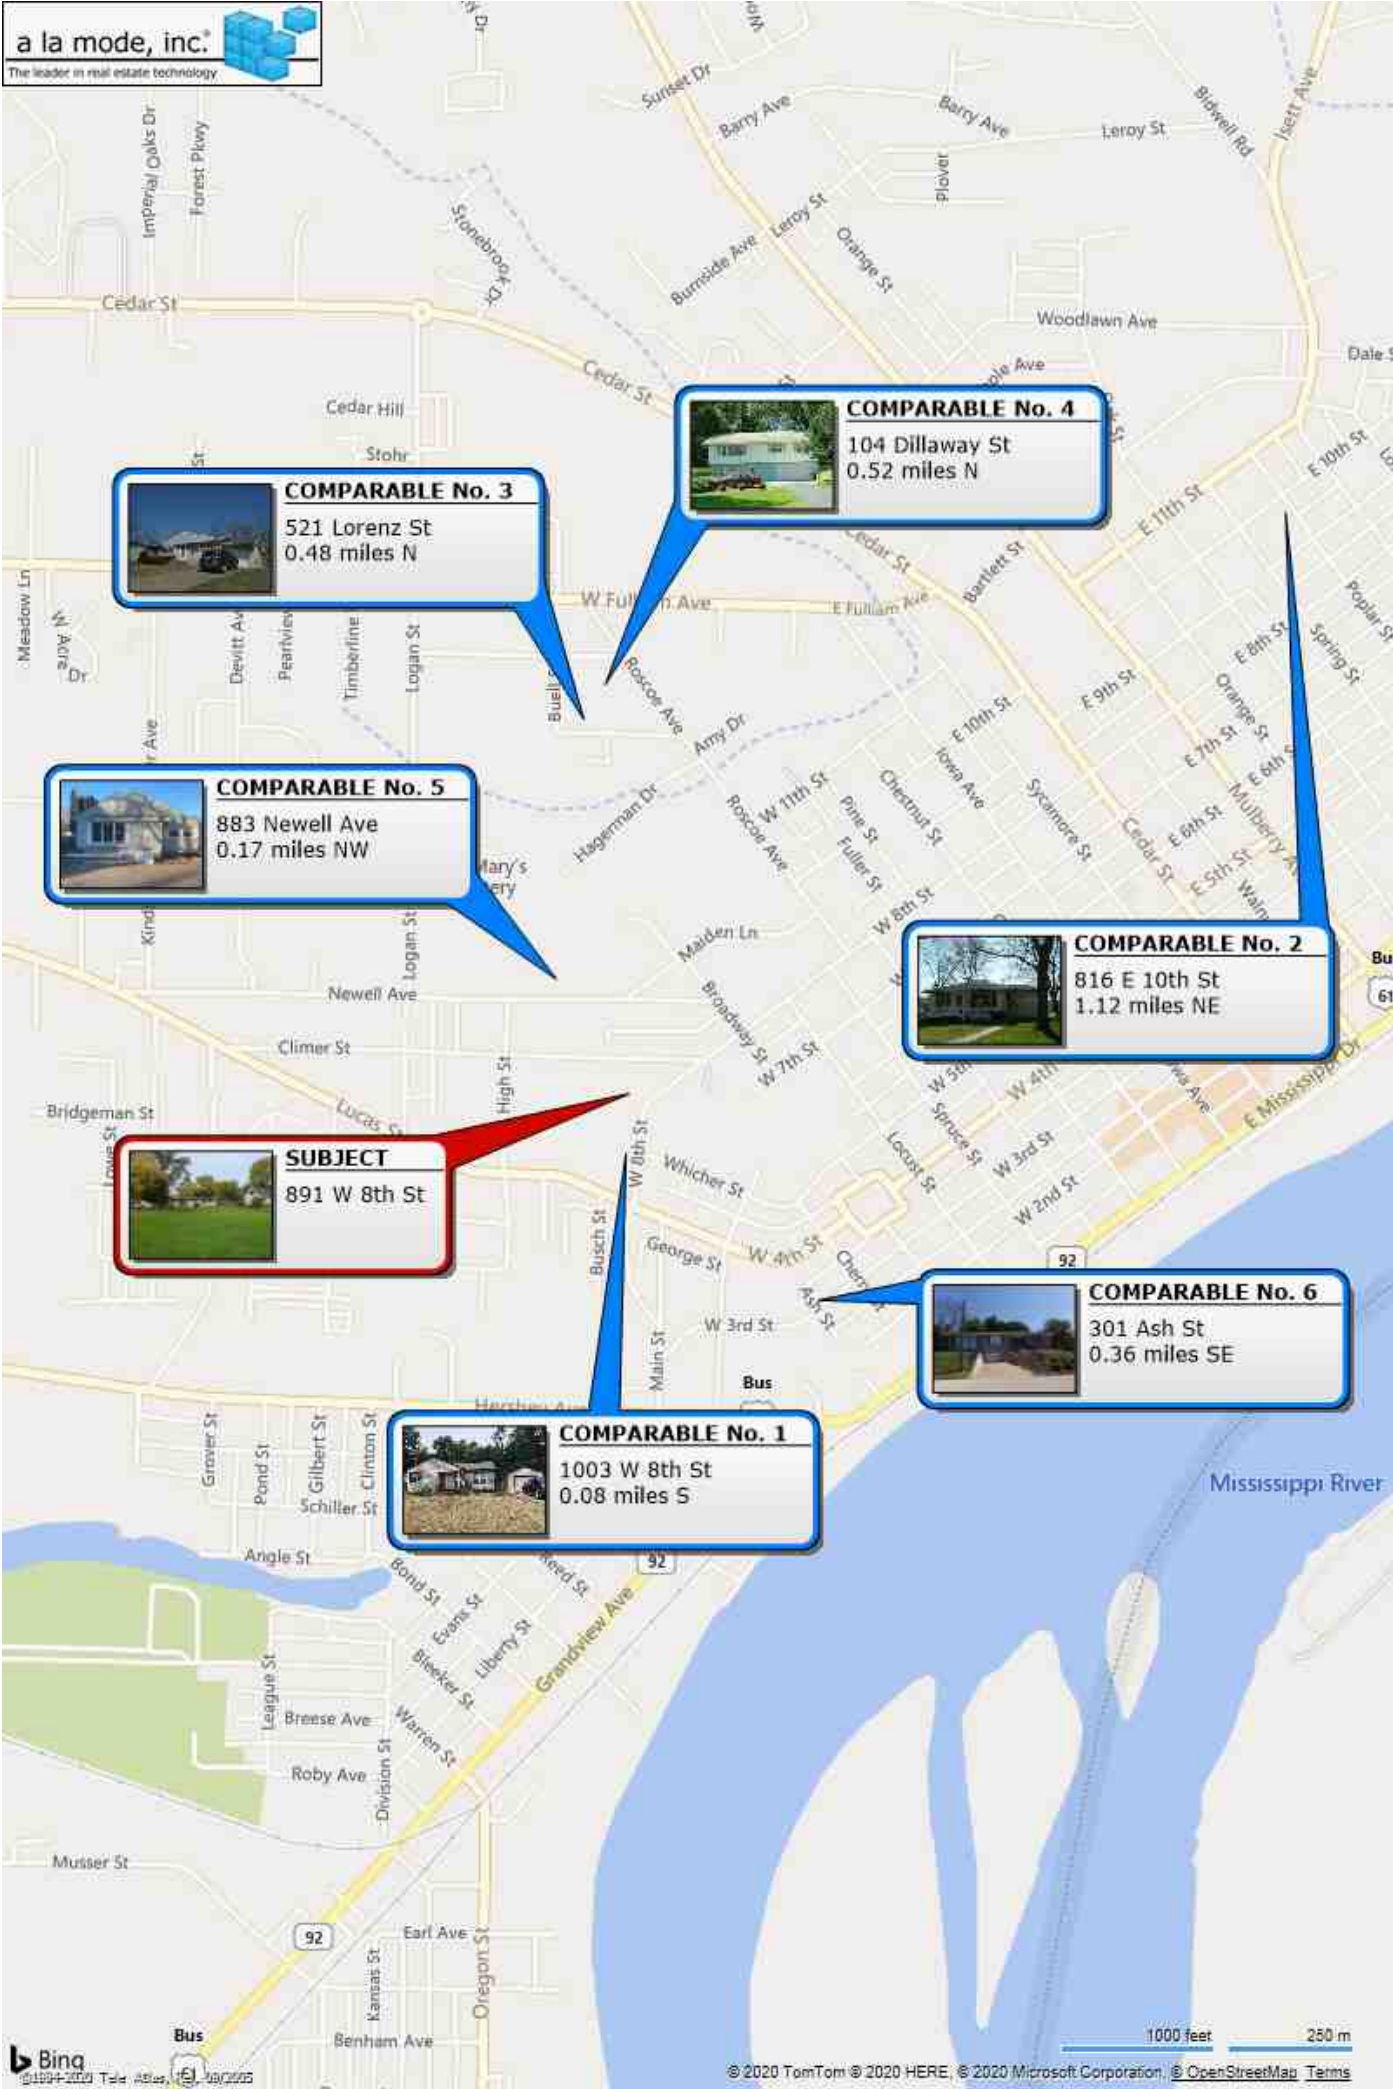 a la mode, inc.
The leader in real estate technology
Sunset Dr
Barry Ave
Barry Ave
Leroy St
Bidwell Rd
Isett Ave
Imperial Oaks Dr
Forest Pkwy
Plover
Stonebrook Dr
Leroy St
Burnside Ave
Orange St
Cedar St
Woodlawn Ave
Dale S
Cedar St
Cedar Hill
Stohr
St
COMPARABLE No. 4
104 Dillaway St
0.52 miles N
E 10th St
E 11th St
COMPARABLE No. 3
521 Lorenz St
0.48 miles N
Cedar St
Bartlett St
Meadow Ln
W Acre Dr
Devitt Av
Pearlview
Timberline
Logan St
E Fulliam Ave
Poplar St
Spring St
E 8th St
Roscoe Ave
Amy Dr
E 9th St
E 10th St
Orange St
E 7th St
E 6th S
COMPARABLE No. 5
883 Newell Ave
0.17 miles NW
Hagerman Dr
Roscoe Ave
W 11th St
Pine St
Fuller St
Chestnut St
Iowa Ave
Sycamore St
Cedar St
E 6th St
E 5th St
Mulberry A
Logan St
Maiden Ln
W 8th St
COMPARABLE No. 2
816 E 10th St
1.12 miles NE
Bu
61
Newell Ave
Climer St
High St
Broadway St
W 7th St
W 5th
W 4th
E Mississippi Dr
Bridgeman St
Lucas S
SUBJECT
891 W 8th St
W 8th St
Whicher St
Locust St
Spruce St
W 3rd St
W 2nd St
Busch St
George St
W 4th St
Ash St
92
COMPARABLE No. 6
301 Ash St
0.36 miles SE
W 3rd St
Main St
Bus
COMPARABLE No. 1
1003 W 8th St
0.08 miles S
Grover St
Pond St
Gilbert St
Clinton St
Schiller St
Mississippi River
Angle St
92
Bond St
Reed St
Evans St
Liberty St
Bleeker St
Grandview Ave
League St
Breese Ave
Warren St
Roby Ave
Division St
Musser St
92
Earl Ave
Kansas St
Oregon St
Benham Ave
Bus
61
1000 feet 250 m
Bing
© 2020 TomTom © 2020 HERE, © 2020 Microsoft Corporation, © OpenStreetMap Terms